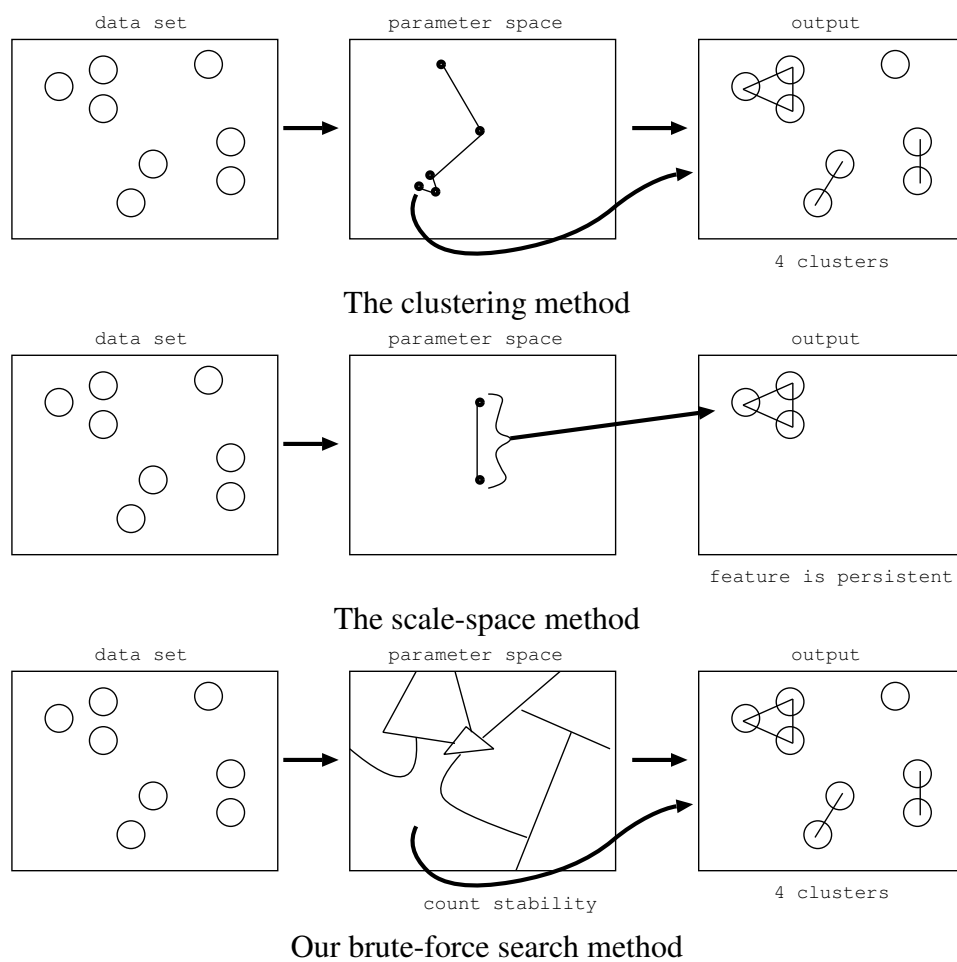 data set
parameter space
output
4 clusters
The clustering method
data set
parameter space
output
feature is persistent
The scale-space method
data set
parameter space
output
count stability
4 clusters
Our brute-force search method